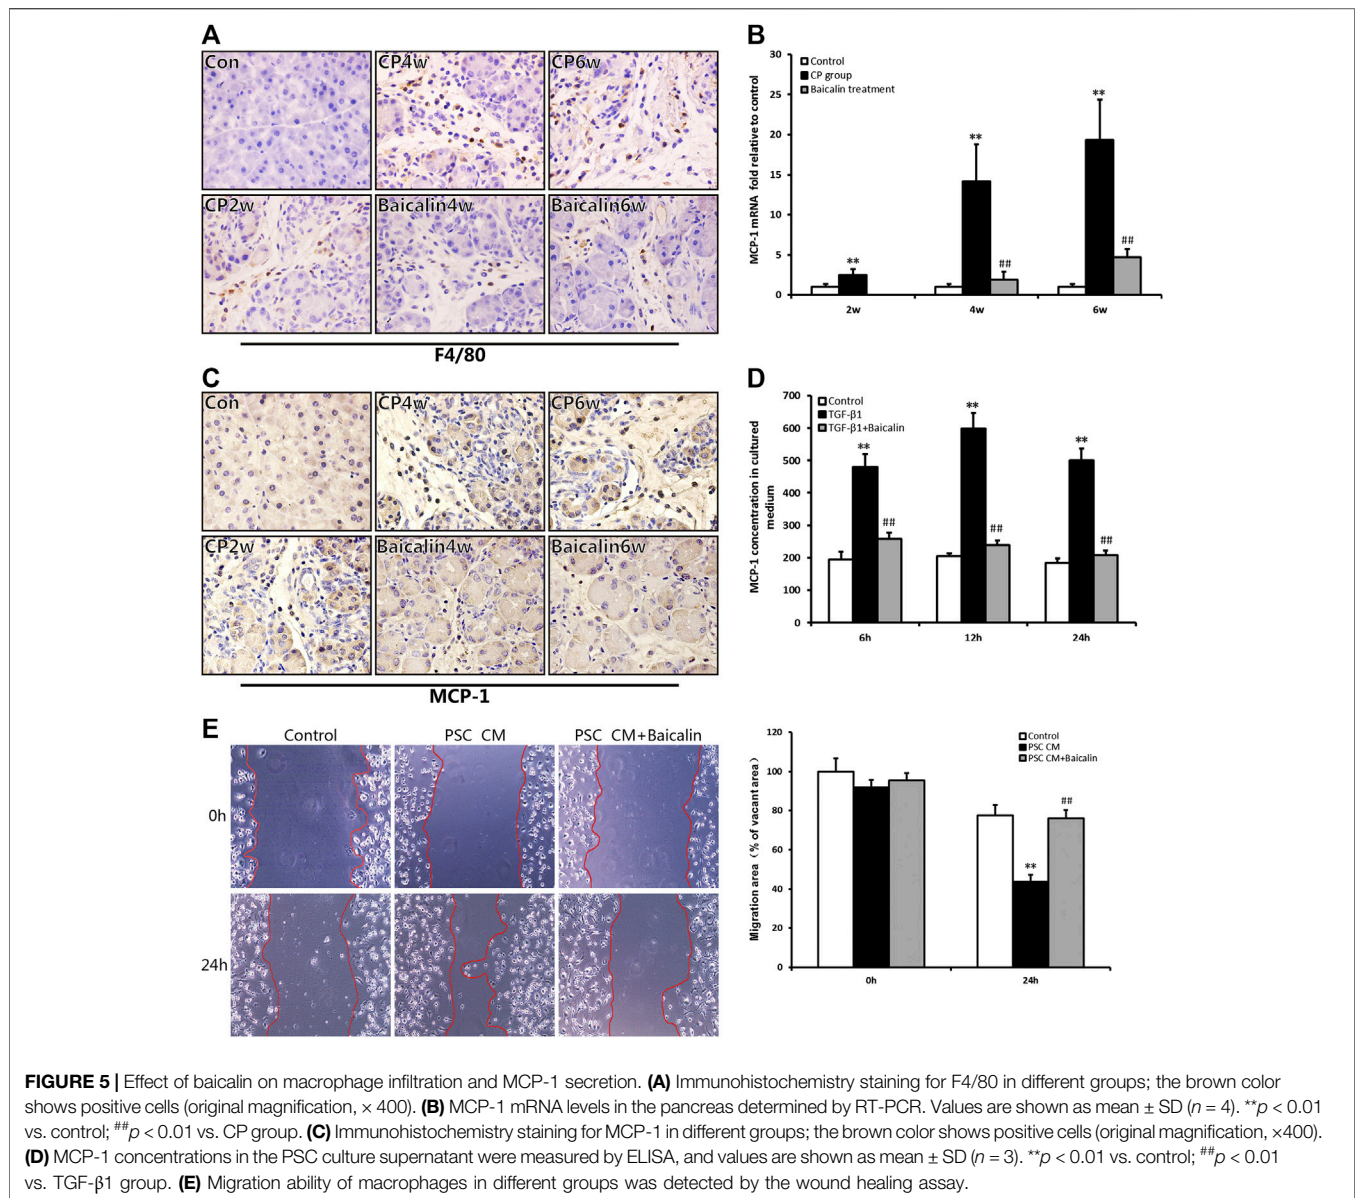 A
Con
CP4w
CP6w
CP2w
Baicalin4w
Baicalin6w
F4/80
B
MCP-1 mRNA fold relative to control
30
25
20
15
10
5
0
Control
CP group
Baicalin treatment
**
**
##
**
##
2w
4w
6w
C
Con
CP4w
CP6w
CP2w
Baicalin4w
Baicalin6w
MCP-1
D
MCP-1 concentration in cultured
medium
700
600
500
400
300
200
100
0
Control
TGF-β1
TGF-β1+Baicalin
**
##
**
##
**
##
6h
12h
24h
E
Control
PSC CM
PSC CM+Baicalin
0h
24h
Migration area（% of vacant area）
120
100
80
60
40
20
0
Control
PSC CM
PSC CM+Baicalin
**
##
0h
24h
FIGURE 5 | Effect of baicalin on macrophage infiltration and MCP-1 secretion. (A) Immunohistochemistry staining for F4/80 in different groups; the brown color
shows positive cells (original magnification, × 400). (B) MCP-1 mRNA levels in the pancreas determined by RT-PCR. Values are shown as mean ± SD (n = 4). **p < 0.01
vs. control; ##p < 0.01 vs. CP group. (C) Immunohistochemistry staining for MCP-1 in different groups; the brown color shows positive cells (original magnification, ×400).
(D) MCP-1 concentrations in the PSC culture supernatant were measured by ELISA, and values are shown as mean ± SD (n = 3). **p < 0.01 vs. control; ##p < 0.01
vs. TGF-β1 group. (E) Migration ability of macrophages in different groups was detected by the wound healing assay.